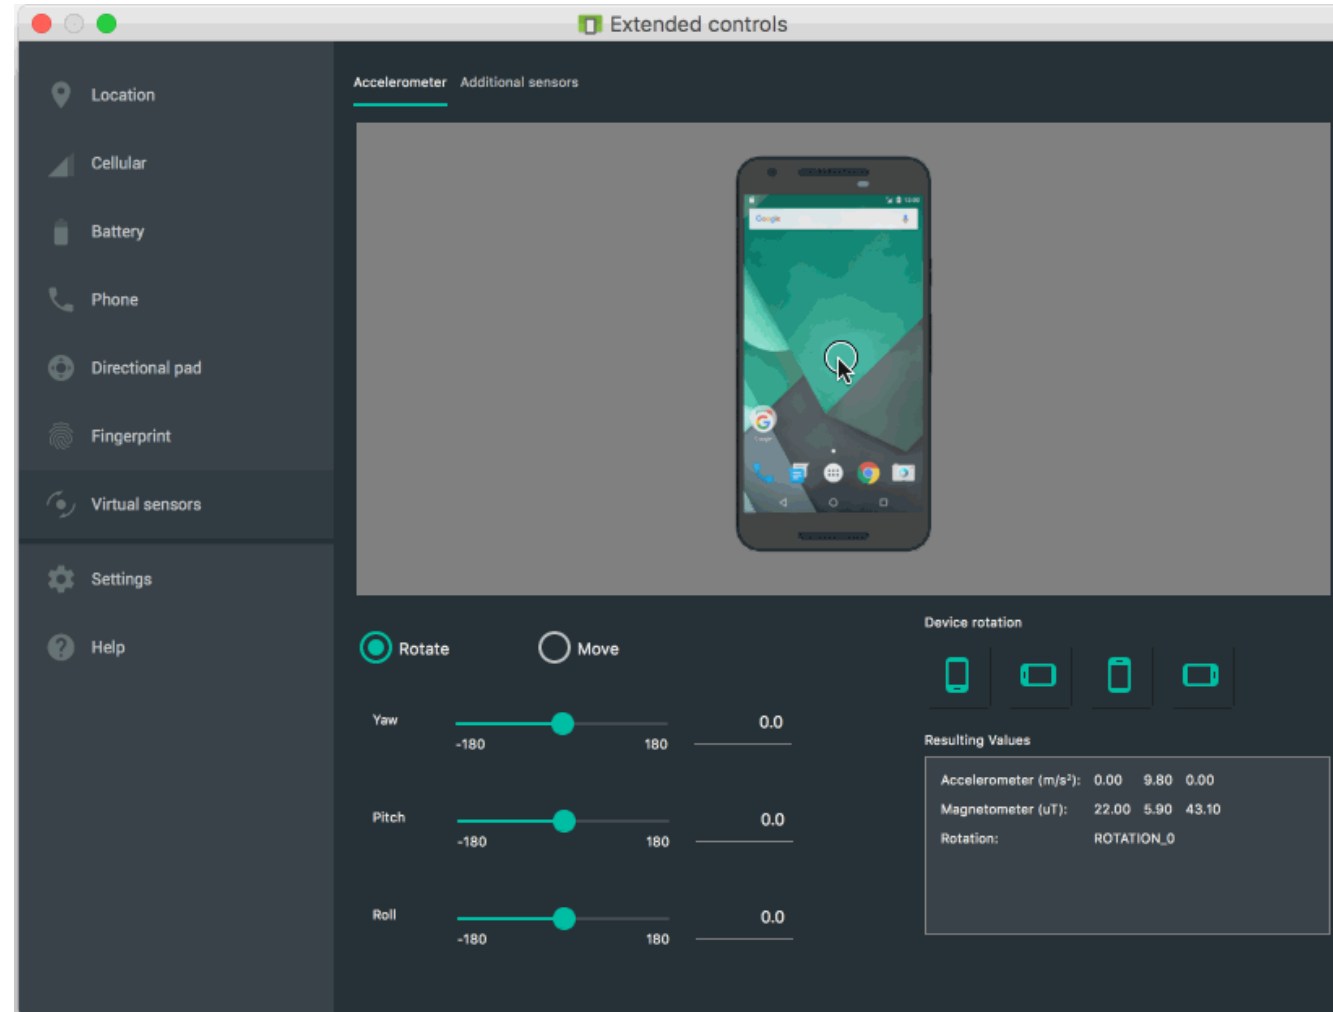 Extended controls
Location
Cellular
Battery
Phone
Directional pad
Fingerprint
Virtual sensors
Settings
Help
Accelerometer Additional sensors
Google
Rotate Move
Yaw 0.0
-180 180
Pitch 0.0
-180 180
Roll 0.0
-180 180
Device rotation
Resulting Values
Accelerometer (m/s²): 0.00 9.80 0.00
Magnetometer (uT): 22.00 5.90 43.10
Rotation: ROTATION_0